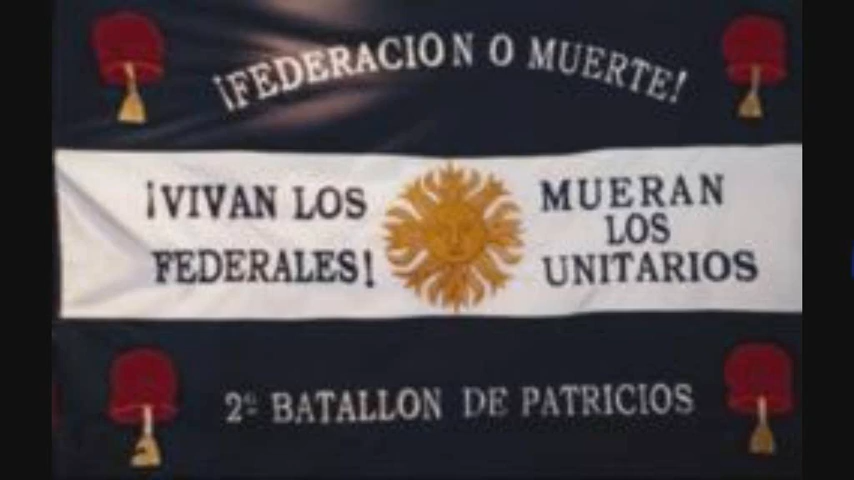 ¡FEDERACION O MUERTE!
¡VIVAN LOS
FEDERALES!
MUERAN
LOS
UNITARIOS
2º BATALLON DE PATRICIOS